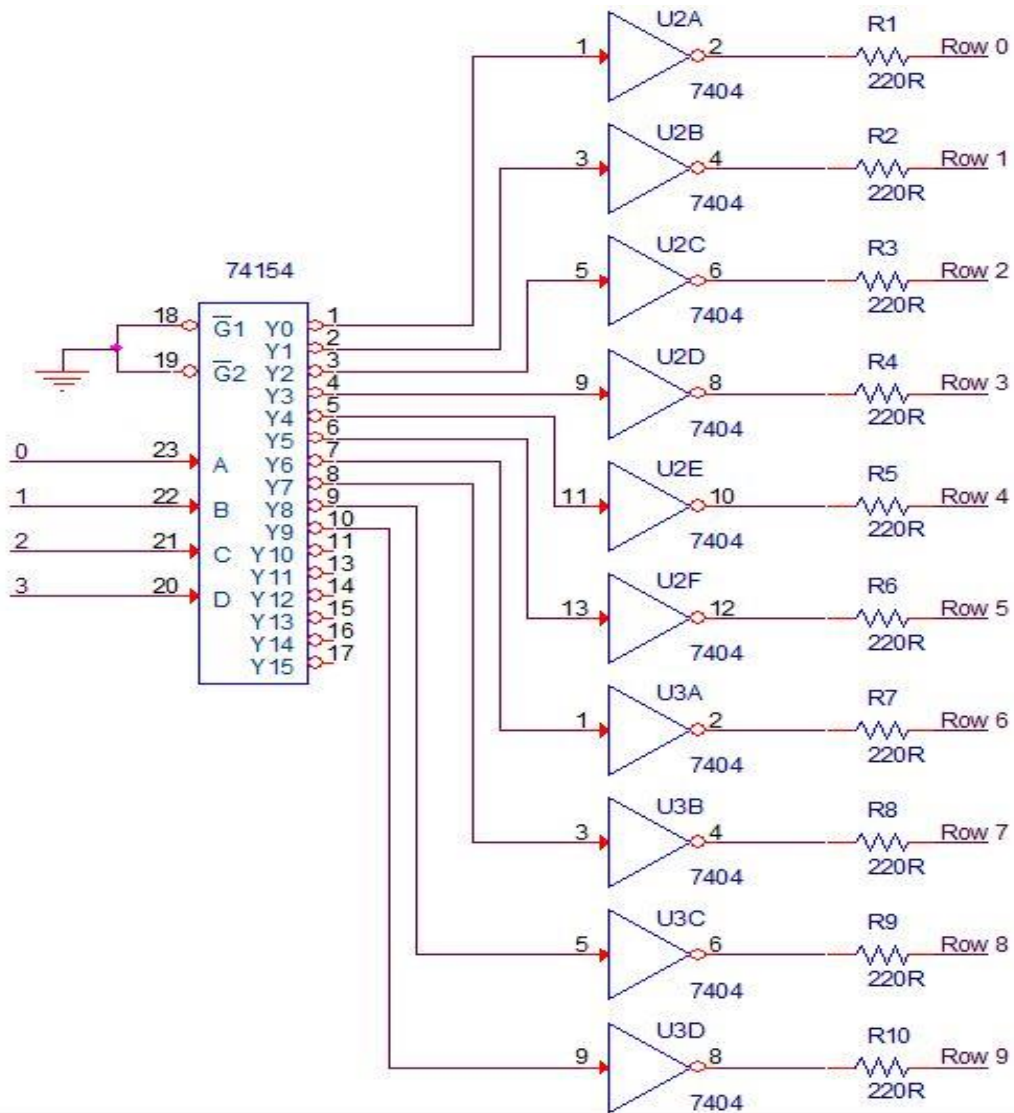 U2A
R1
1
2
Row 0
7404
220R
U2B
R2
3
4
Row 1
7404
220R
U2C
R3
5
6
Row 2
7404
220R
74154
18
G1
Y0
1
Y1
2
19
G2
Y2
3
Y3
4
Y4
5
Y5
6
0
23
A
Y6
7
Y7
8
1
22
B
Y8
9
Y9
10
2
21
C
Y10
11
Y11
13
3
20
D
Y12
14
Y13
15
Y14
16
Y15
17
U2D
R4
9
8
Row 3
7404
220R
U2E
R5
11
10
Row 4
7404
220R
U2F
R6
13
12
Row 5
7404
220R
U3A
R7
1
2
Row 6
7404
220R
U3B
R8
3
4
Row 7
7404
220R
U3C
R9
5
6
Row 8
7404
220R
U3D
R10
9
8
Row 9
7404
220R